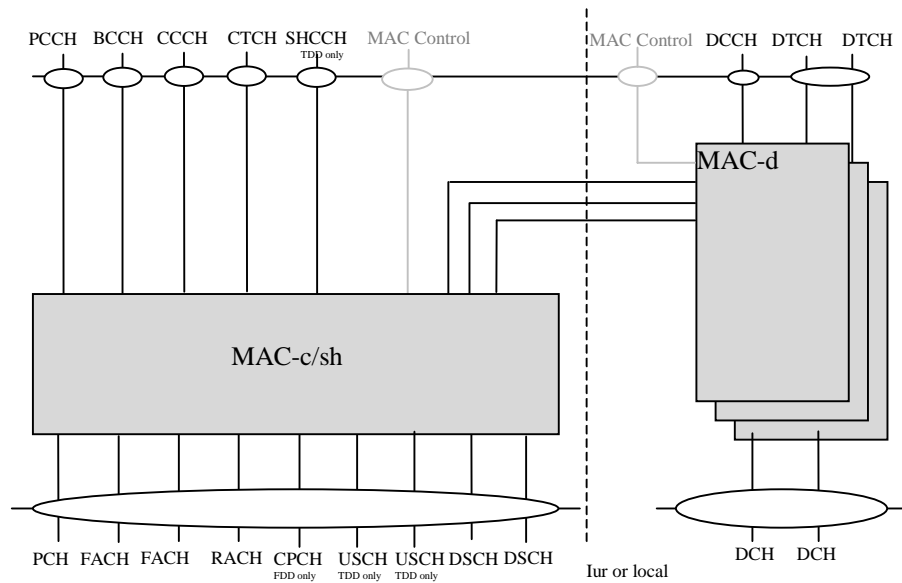 PCCH BCCH CCCH CTCH SHCCH MAC Control MAC Control DCCH DTCH DTCH
TDD only
MAC-d
MAC-c/sh
PCH FACH FACH RACH CPCH USCH USCH DSCH DSCH DCH DCH
FDD only TDD only TDD only
Iur or local